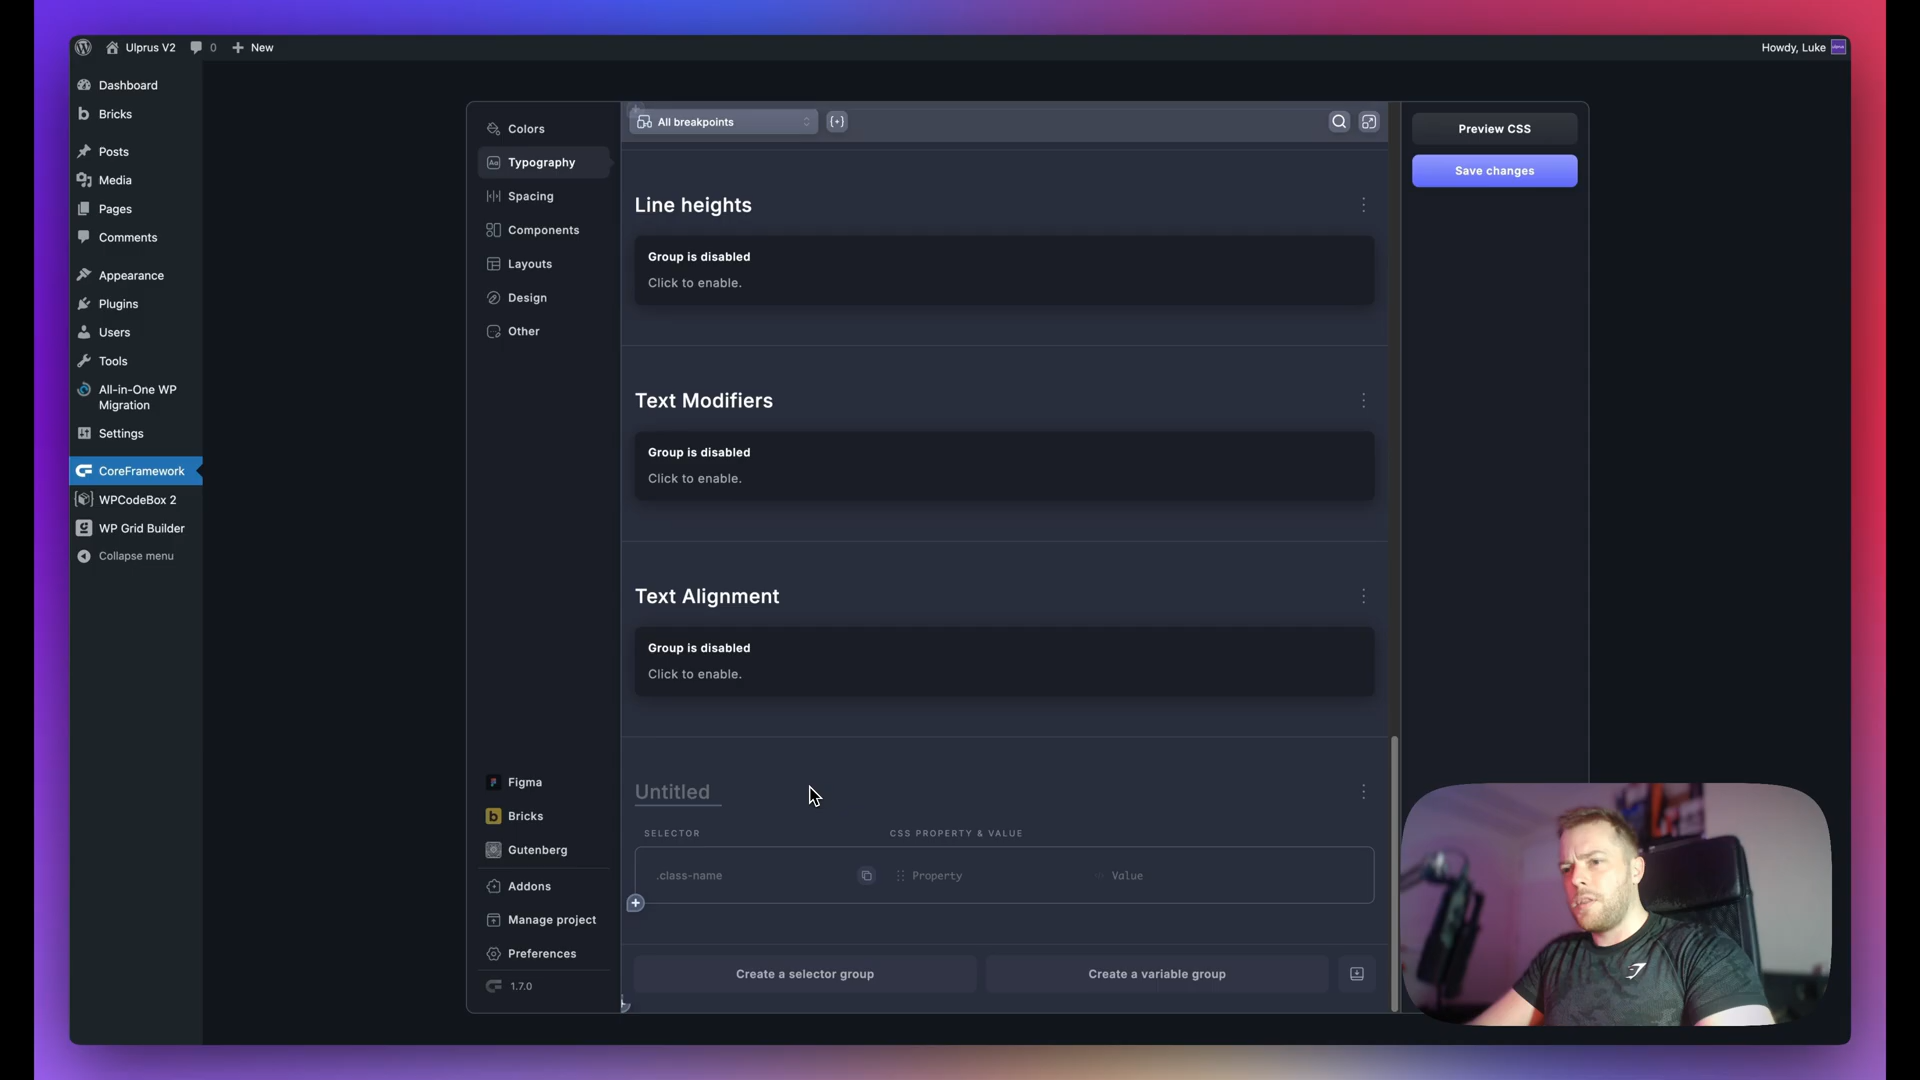 Ulprus V2
0
New
Howdy, Luke
Dashboard
Bricks
Posts
Media
Pages
Comments
Appearance
Plugins
Users
Tools
All-in-One WP
Migration
Settings
CoreFramework
WPCodeBox 2
WP Grid Builder
Collapse menu
Colors
Typography
Spacing
Components
Layouts
Design
Other
Figma
Bricks
Gutenberg
Addons
Manage project
Preferences
1.7.0
All breakpoints
Line heights
Group is disabled
Click to enable.
Text Modifiers
Group is disabled
Click to enable.
Text Alignment
Group is disabled
Click to enable.
Untitled
SELECTOR CSS PROPERTY & VALUE
.class-name Property Value
Create a selector group Create a variable group
Preview CSS
Save changes